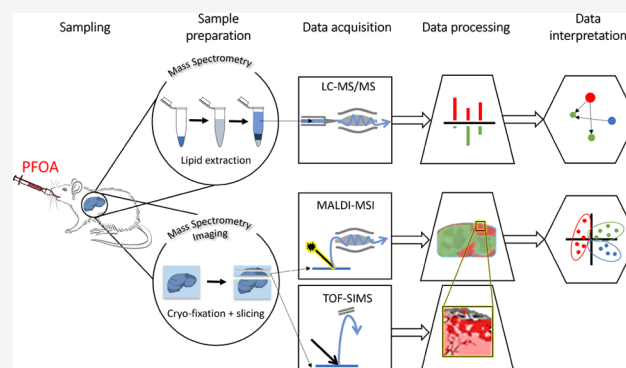 Sampling
Sample
preparation
Data acquisition
Data processing
Data
interpretation
Mass Spectrometry
Lipid extraction
LC-MS/MS
PFOA
Mass Spectrometry
Imaging
Cryo-fixation + slicing
MALDI-MSI
TOF-SIMS